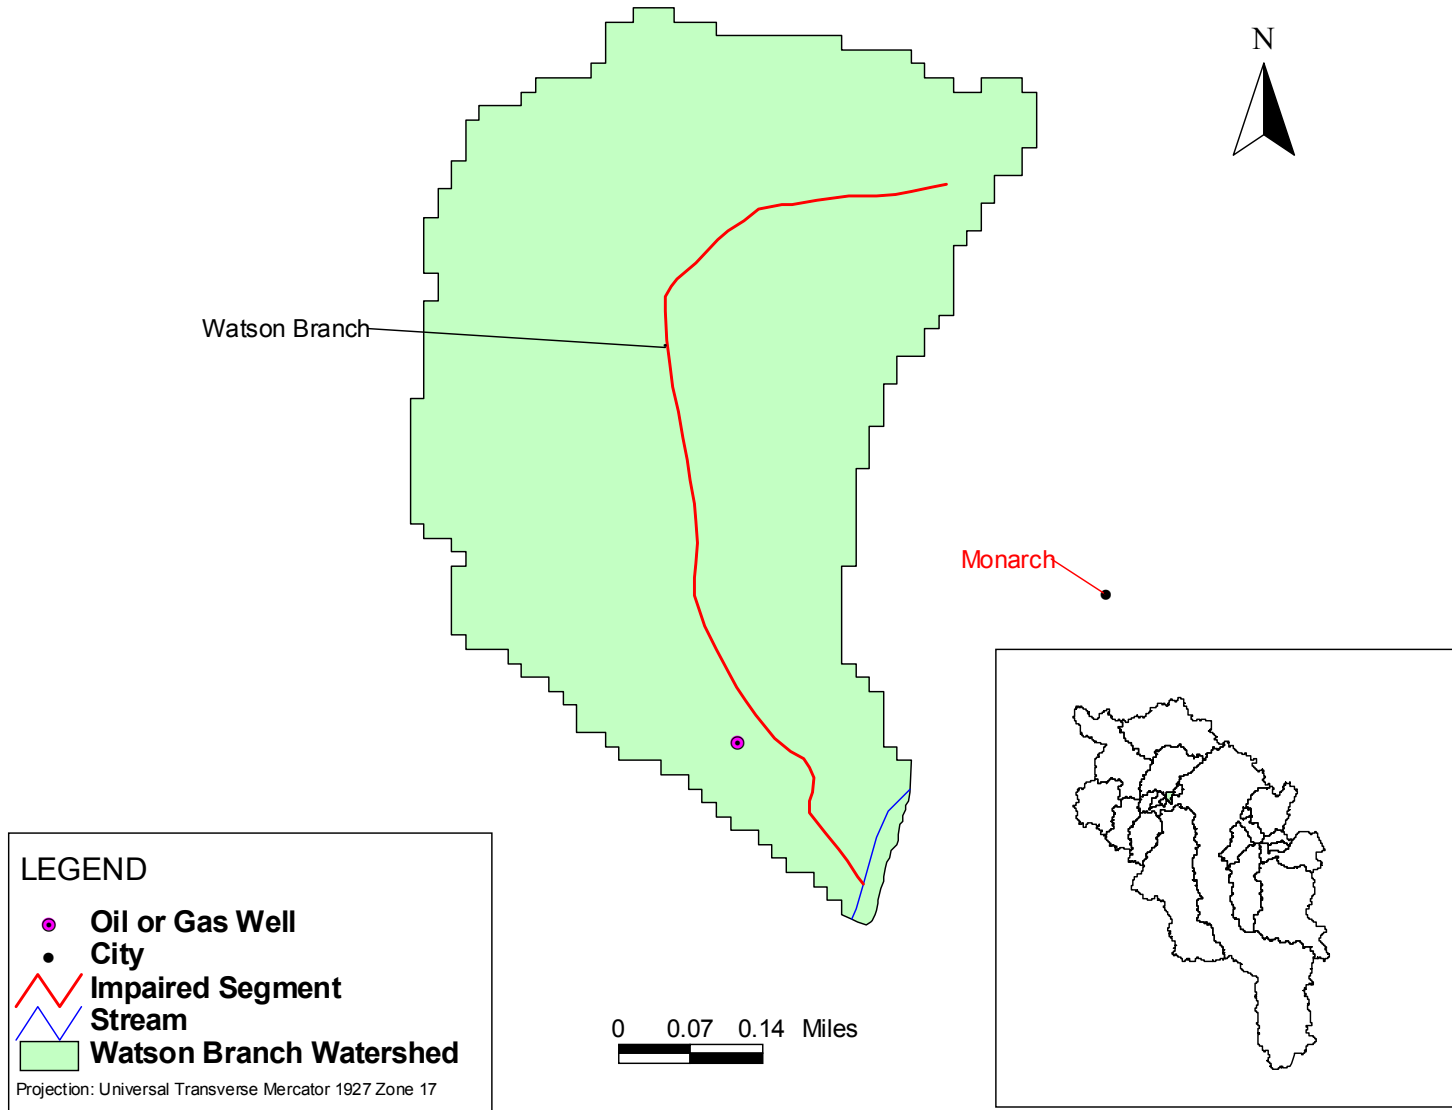 N
Watson Branch
Monarch
LEGEND
Oil or Gas Well
City
Impaired Segment
Stream
Watson Branch Watershed
Projection: Universal Transverse Mercator 1927 Zone 17
0 0.07 0.14 Miles